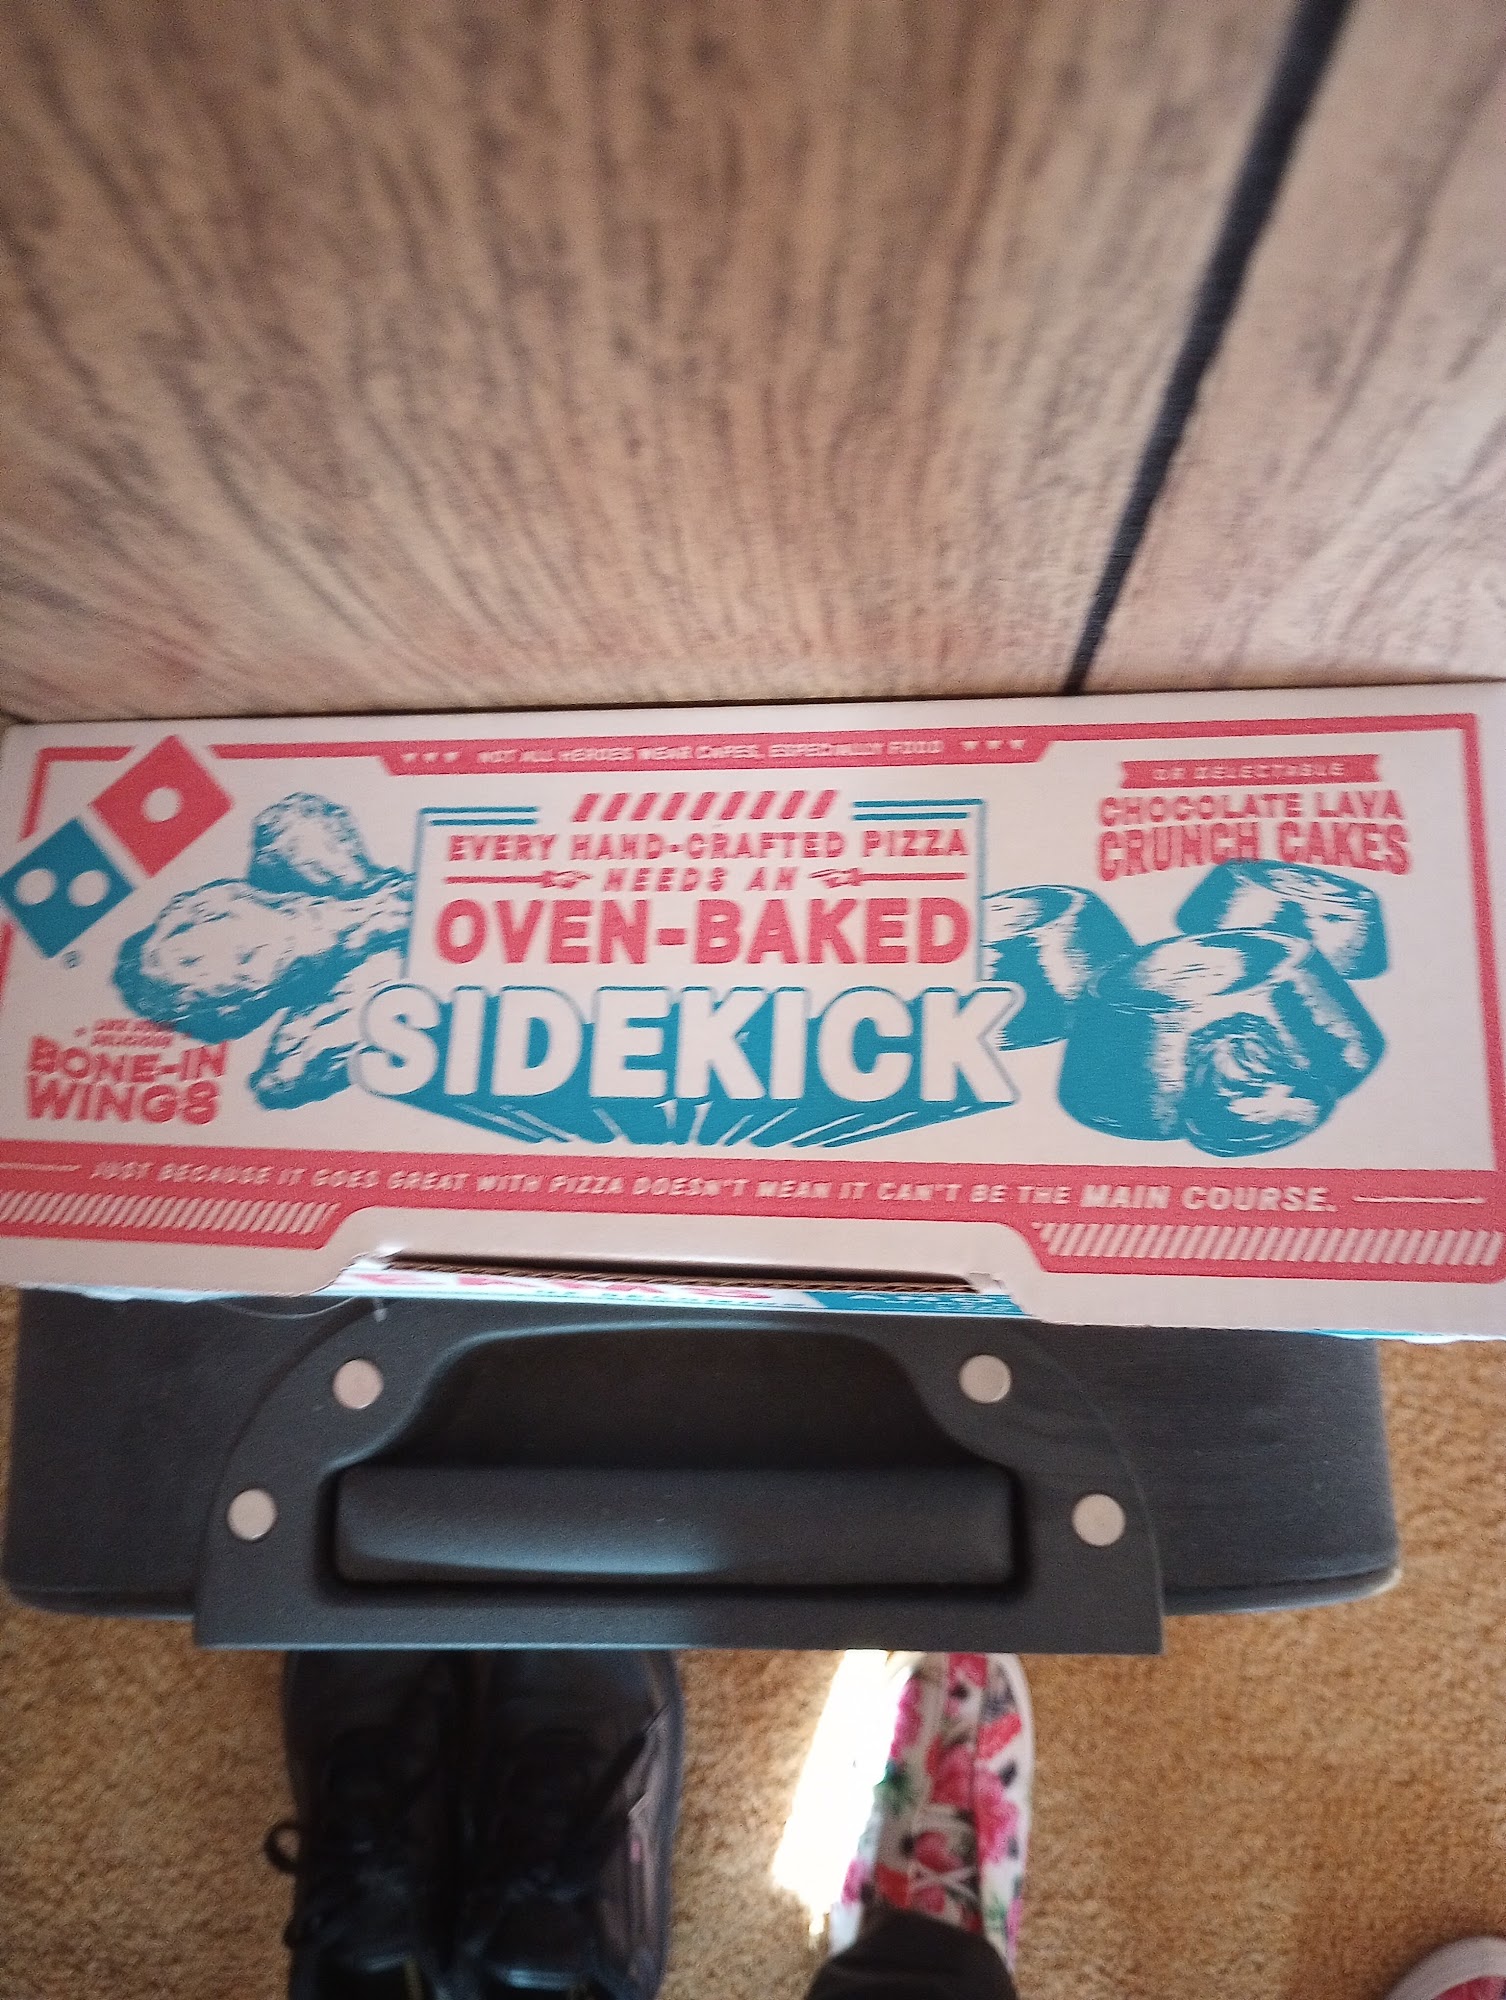 NOT ALL HEROES WEAR CAPES, ESPECIALLY FOOD
EVERY HAND-CRAFTED PIZZA
NEEDS AN
OVEN-BAKED
SIDEKICK
®
BONE-IN
WINGS
OR DELECTABLE
CHOCOLATE LAVA
CRUNCH CAKES
JUST BECAUSE IT GOES GREAT WITH PIZZA DOESN'T MEAN IT CAN'T BE THE MAIN COURSE.